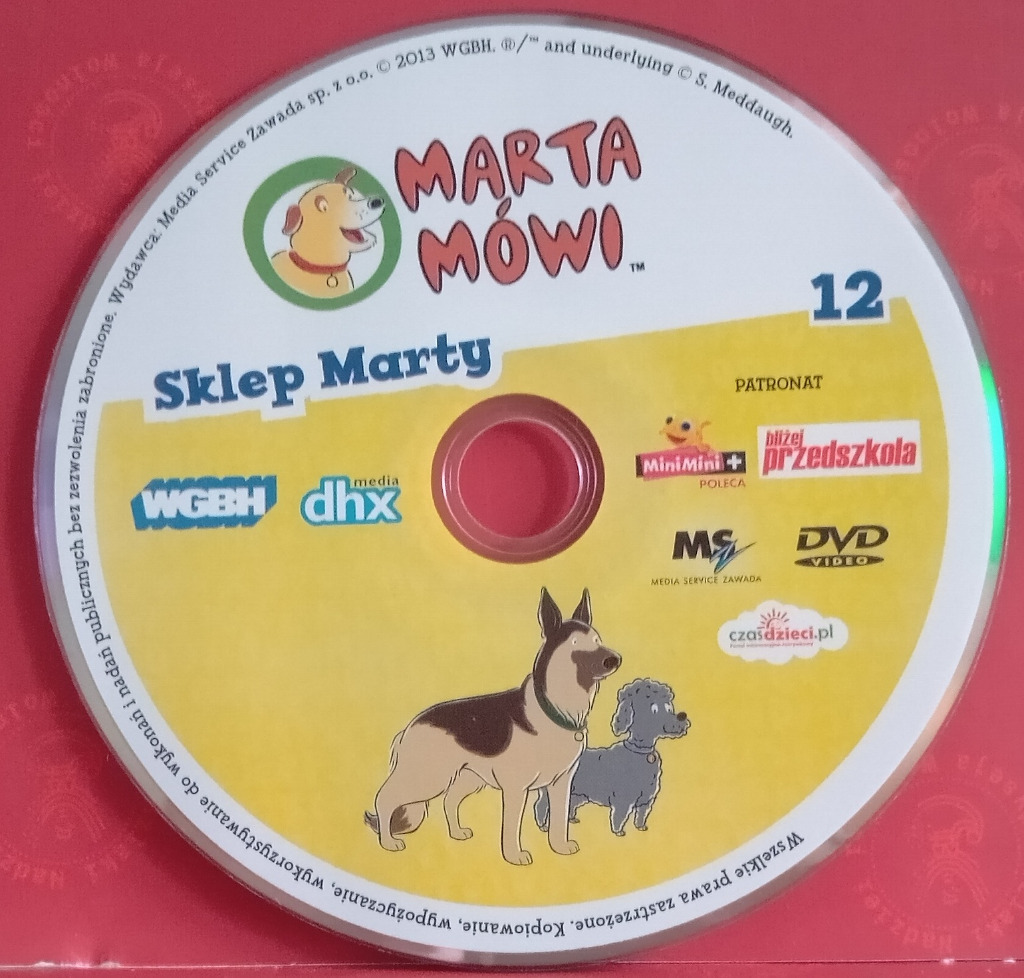 Wszelkie prawa zastrzeżone. Kopiowanie, wypożyczanie, wykorzystywanie do wykonań i nadań publicznych bez zezwolenia zabronione. Wydawca: Media Service Zawada sp. z o.o. © 2013 WGBH. ®/™ and underlying © S. Meddaugh.
MARTA
MÓWI™
12
Sklep Marty
PATRONAT
WGBH
dhx media
MiniMini+
POLECA
bliżej
przedszkola
MS
MEDIA SERVICE ZAWADA
DVD
VIDEO
czasdzieci.pl